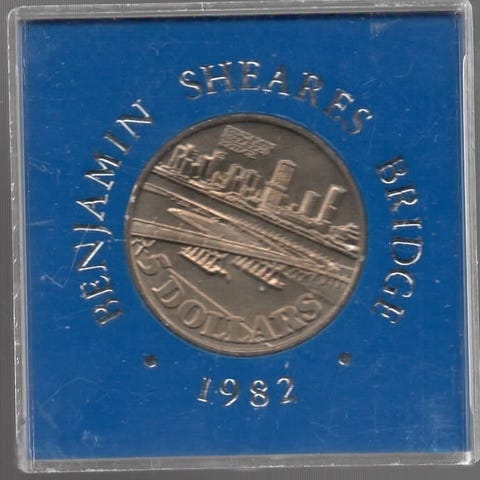 BENJAMIN SHEARES BRIDGE
5 DOLLARS
• 1982 •